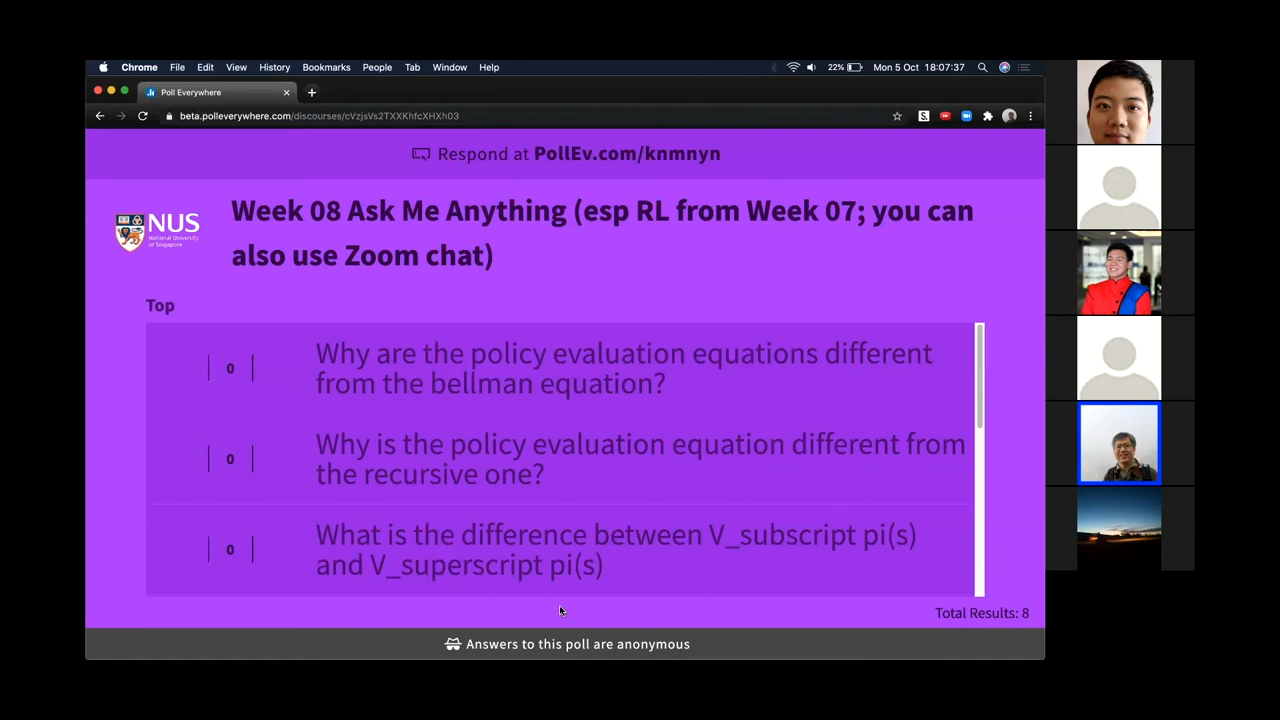 Chrome File Edit View History Bookmarks People Tab Window Help 22% Mon 5 Oct 18:07:37
Poll Everywhere
beta.polleverywhere.com/discourses/cVzjsVs2TXXKhfcXHXh03
Respond at PollEv.com/knmnyn
NUS
National University
of Singapore
Week 08 Ask Me Anything (esp RL from Week 07; you can
also use Zoom chat)
Top
0
Why are the policy evaluation equations different
from the bellman equation?
0
Why is the policy evaluation equation different from
the recursive one?
0
What is the difference between V_subscript pi(s)
and V_superscript pi(s)
Total Results: 8
Answers to this poll are anonymous